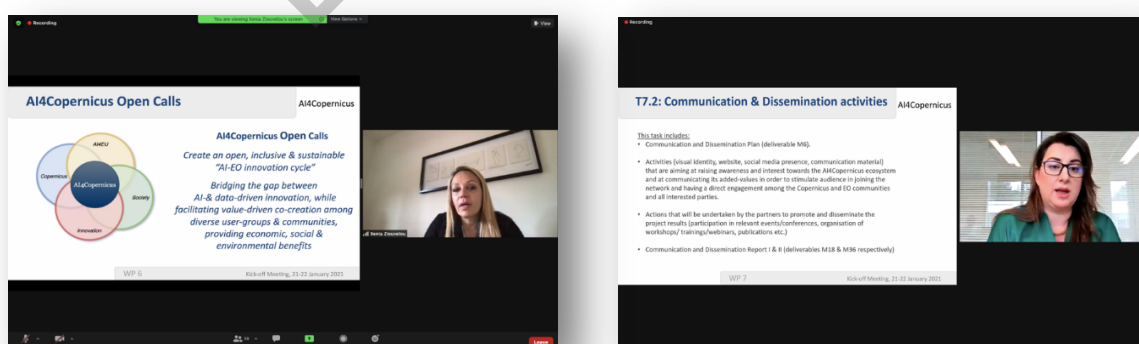 Recording
You are viewing Xenia Ziouvelou's screen
View Options
View
AI4Copernicus Open Calls
AI4Copernicus
AI4EU
Copernicus
AI4Copernicus
Society
Innovation
AI4Copernicus Open Calls
Create an open, inclusive & sustainable
"AI-EO innovation cycle"
Bridging the gap between
AI-& data-driven innovation, while
facilitating value-driven co-creation among
diverse user-groups & communities,
providing economic, social &
environmental benefits
WP 6
Kick-off Meeting, 21-22 January 2021
Xenia Ziouvelou
Leave
Recording
T7.2: Communication & Dissemination activities
AI4Copernicus
This task includes:
• Communication and Dissemination Plan (deliverable M6).
• Activities (visual identity, website, social media presence, communication material)
that are aiming at raising awareness and interest towards the AI4Copernicus ecosystem
and at communicating its added-values in order to stimulate audience in joining the
network and having a direct engagement among the Copernicus and EO communities
and all interested parties.
• Actions that will be undertaken by the partners to promote and disseminate the
project results (participation in relevant events/conferences, organisation of
workshops/ trainings/webinars, publications etc.)
• Communication and Dissemination Report I & II (deliverables M18 & M36 respectively)
WP 7
Kick-off Meeting, 21-22 January 2021